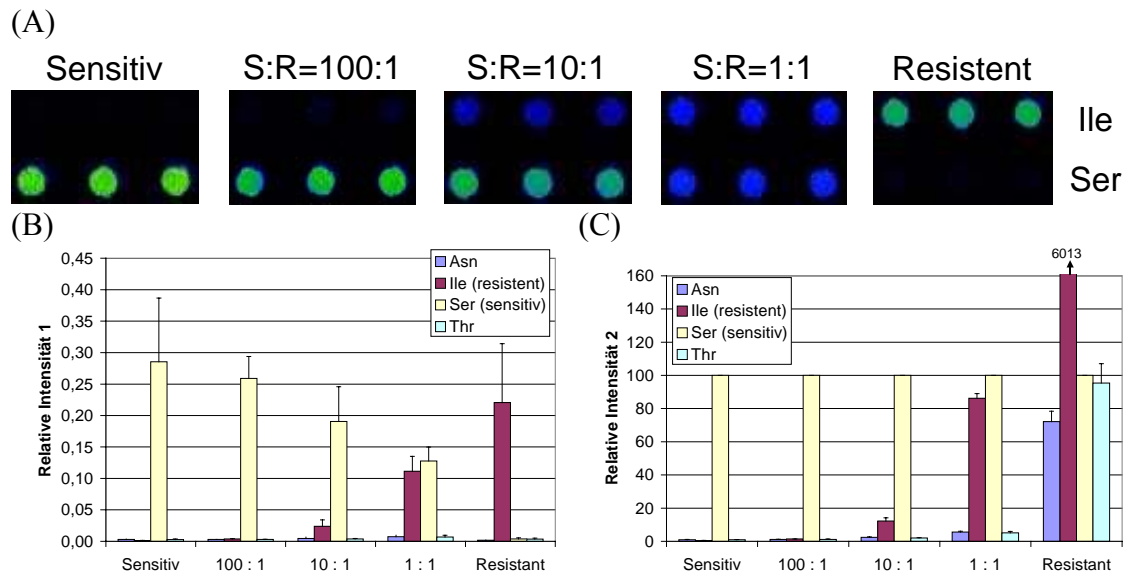 (A)
Sensitiv S:R=100:1 S:R=10:1 S:R=1:1 Resistent
Ile
Ser
(B)
0,45
0,40
0,35
0,30
0,25
0,20
0,15
0,10
0,05
0,00
Relative Intensität 1
Asn
Ile (resistent)
Ser (sensitiv)
Thr
Sensitiv 100 : 1 10 : 1 1 : 1 Resistant
(C)
6013
160
140
120
100
80
60
40
20
0
Relative Intensität 2
Asn
Ile (resistent)
Ser (sensitiv)
Thr
Sensitiv 100 : 1 10 : 1 1 : 1 Resistant